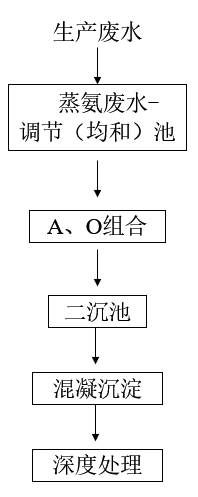 生产废水
蒸氨废水-
调节（均和）池
A、O组合
二沉池
混凝沉淀
深度处理